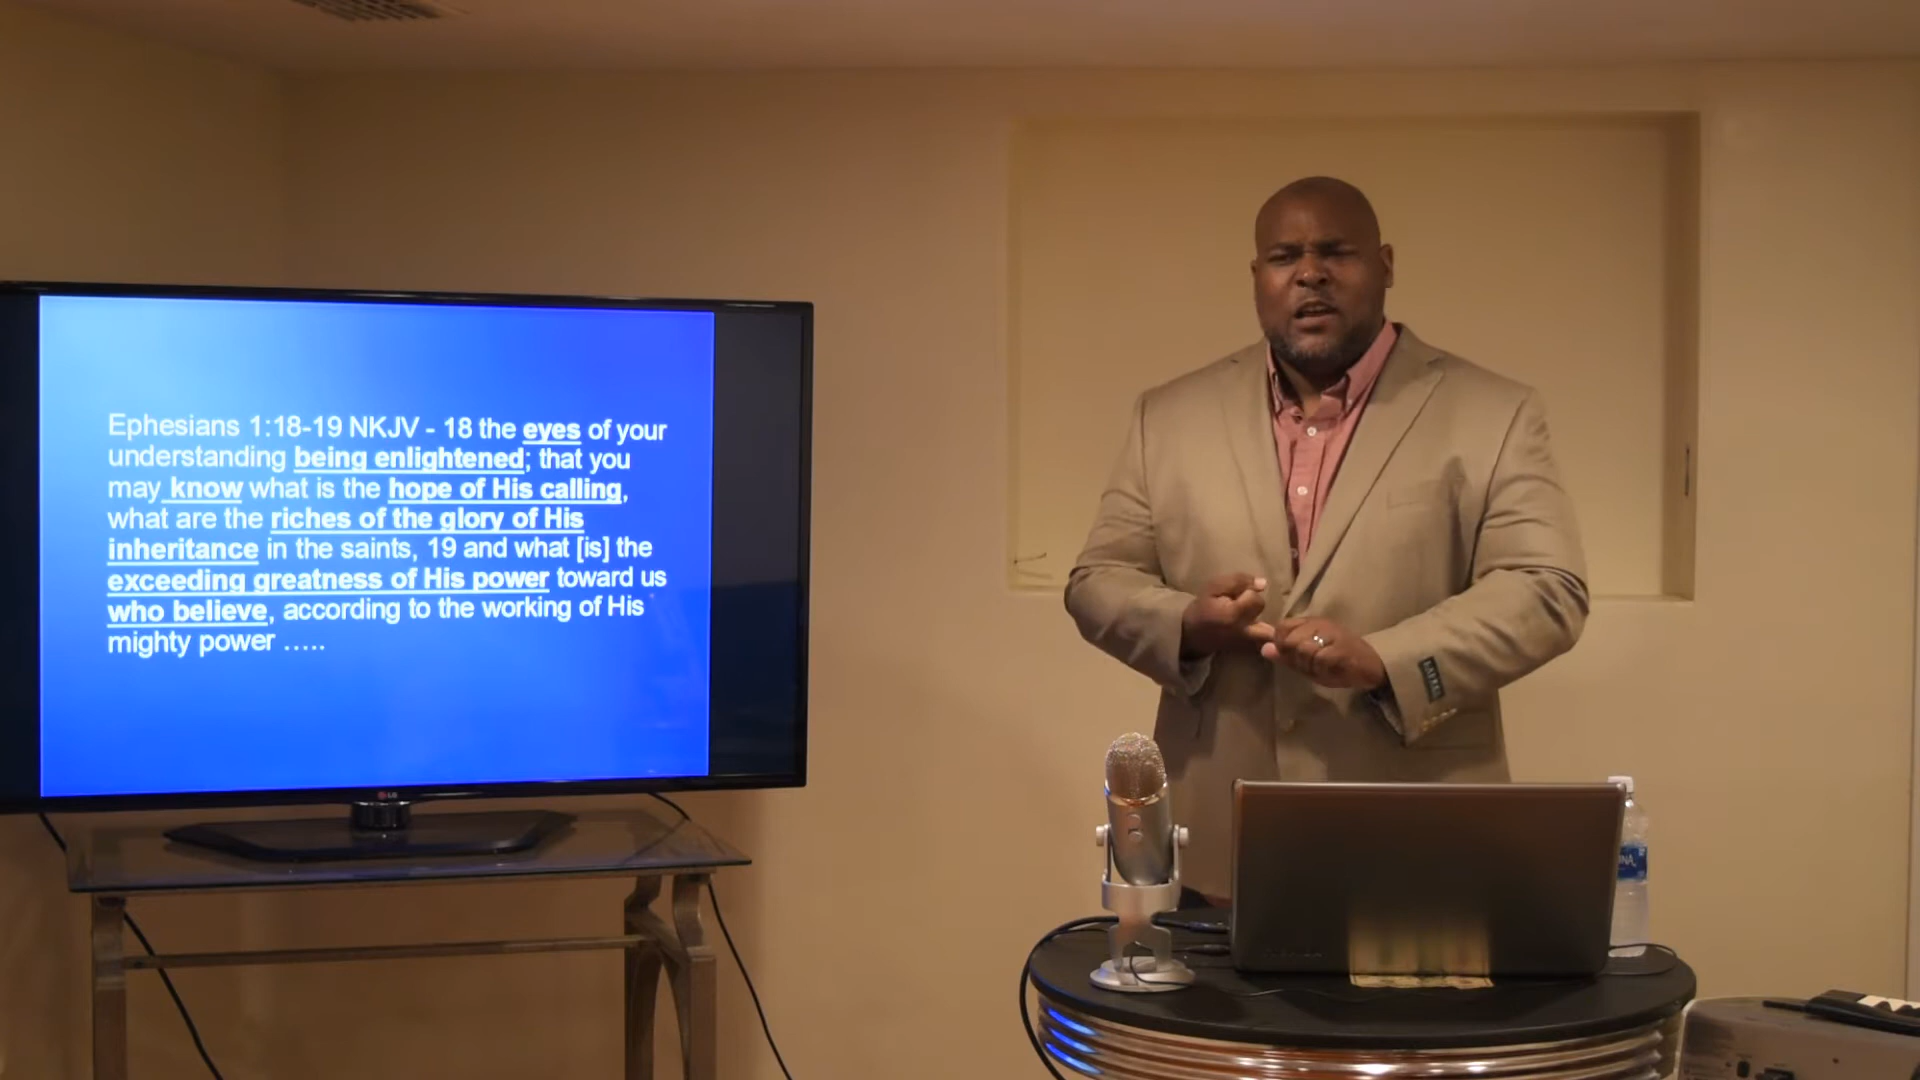 Ephesians 1:18-19 NKJV - 18 the eyes of your
understanding being enlightened; that you
may know what is the hope of His calling,
what are the riches of the glory of His
inheritance in the saints, 19 and what [is] the
exceeding greatness of His power toward us
who believe, according to the working of His
mighty power .....
LG